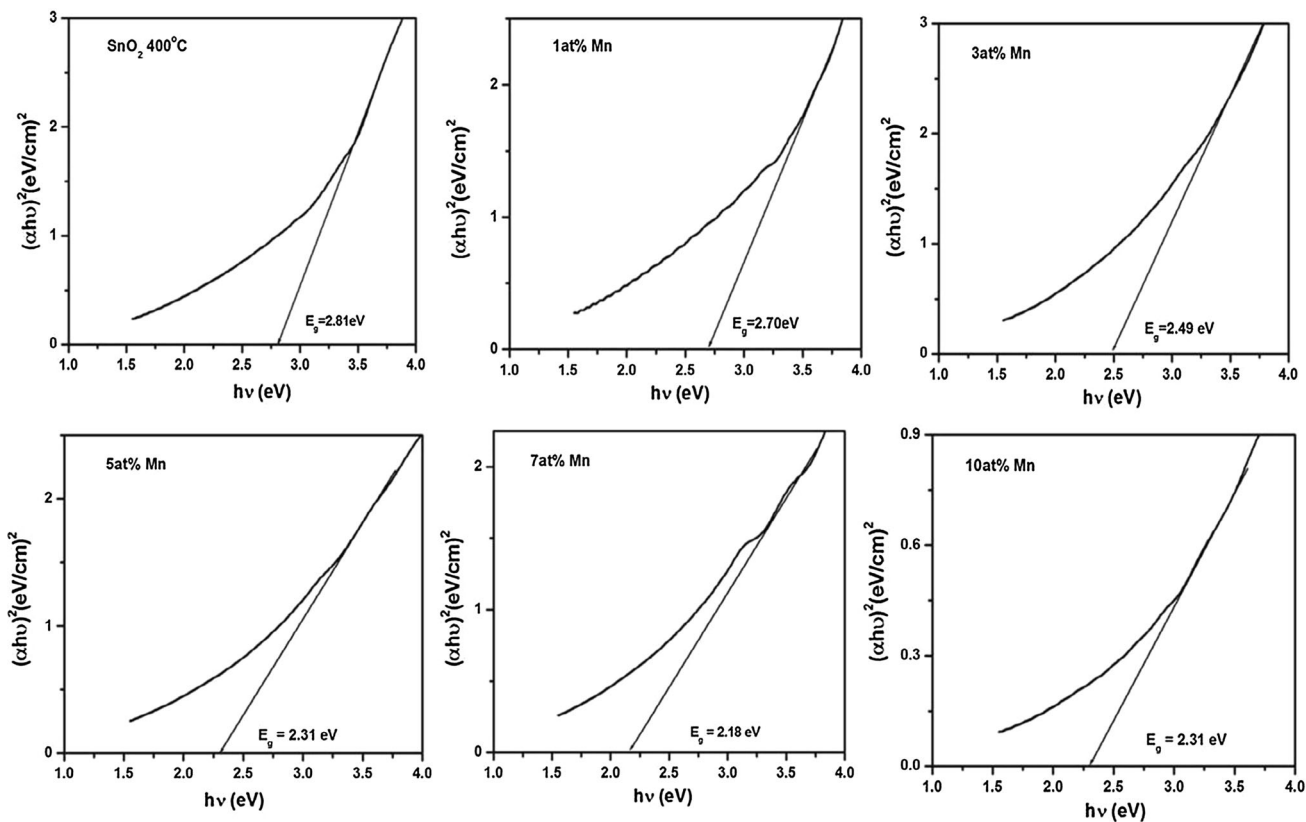 SnO₂ 400°C
3
2
1
0
(αhυ)²(eV/cm)²
E_g=2.81eV
1.0 1.5 2.0 2.5 3.0 3.5 4.0
hν (eV)
1at% Mn
2
1
0
(αhυ)²(eV/cm)²
E_g=2.70eV
1.0 1.5 2.0 2.5 3.0 3.5 4.0
hν (eV)
3at% Mn
3
2
1
0
(αhυ)²(eV/cm)²
E_g=2.49 eV
1.0 1.5 2.0 2.5 3.0 3.5 4.0
hν (eV)
5at% Mn
2
1
0
(αhυ)²(eV/cm)²
E_g = 2.31 eV
1.0 1.5 2.0 2.5 3.0 3.5 4.0
hν (eV)
7at% Mn
2
1
0
(αhυ)²(eV/cm)²
E_g = 2.18 eV
1.0 1.5 2.0 2.5 3.0 3.5 4.0
hν (eV)
10at% Mn
0.9
0.6
0.3
0.0
(αhυ)²(eV/cm)²
E_g = 2.31 eV
1.0 1.5 2.0 2.5 3.0 3.5 4.0
hν (eV)